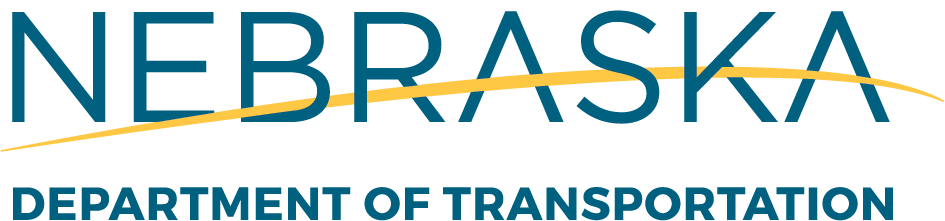 NEBRASKA
DEPARTMENT OF TRANSPORTATION